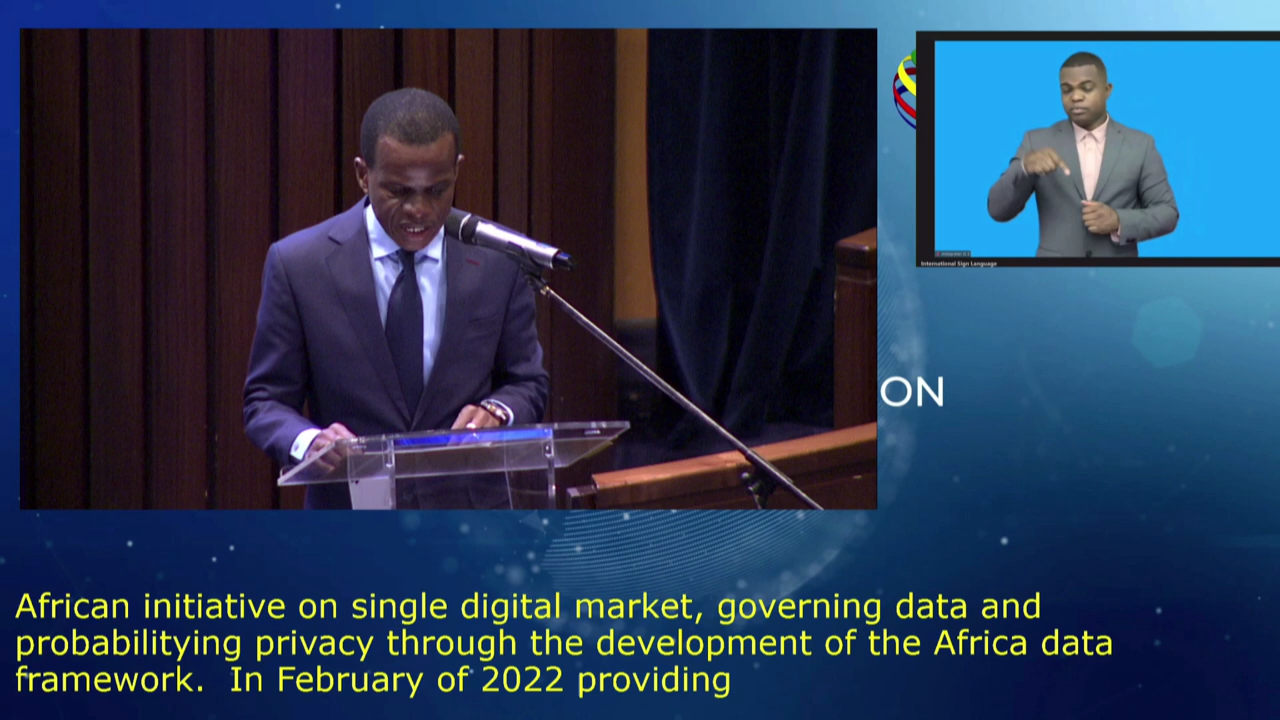 International Sign Language
ON
African initiative on single digital market, governing data and
probabilitying privacy through the development of the Africa data
framework.  In February of 2022 providing